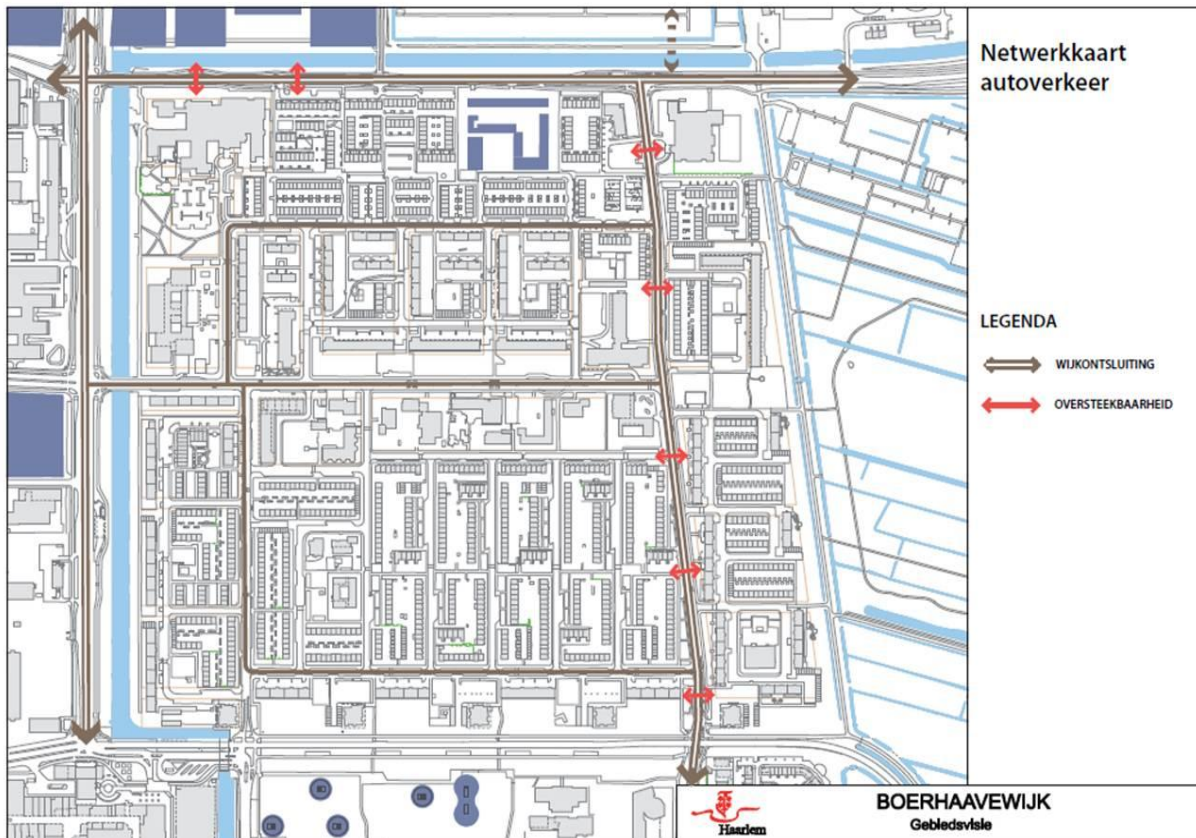 Netwerkkaart
autoverkeer
LEGENDA
WIJKONTSLUITING
OVERSTEEKBAARHEID
Haarlem
BOERHAAVEWIJK
Gebiedsvisie